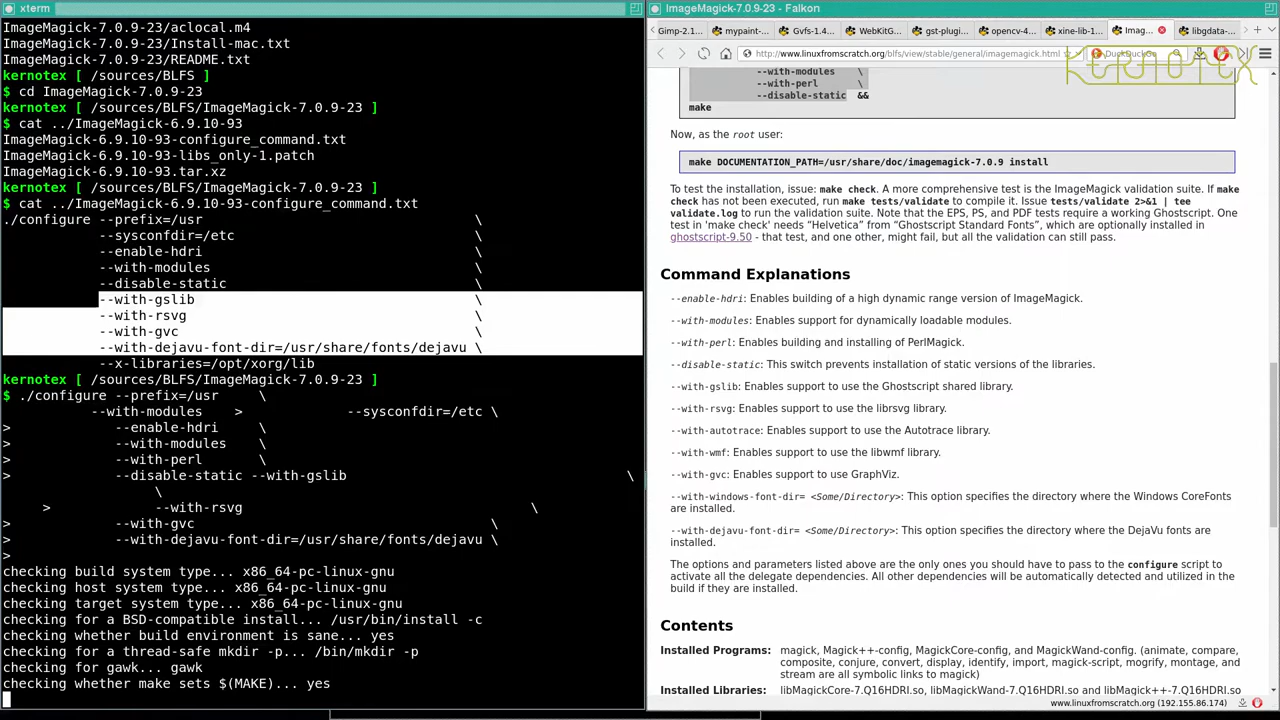 xterm
ImageMagick-7.0.9-23/aclocal.m4
ImageMagick-7.0.9-23/Install-mac.txt
ImageMagick-7.0.9-23/README.txt
kernotex [ /sources/BLFS ]
$ cd ImageMagick-7.0.9-23
kernotex [ /sources/BLFS/ImageMagick-7.0.9-23 ]
$ cat ../ImageMagick-6.9.10-93
ImageMagick-6.9.10-93-configure_command.txt
ImageMagick-6.9.10-93-libs_only-1.patch
ImageMagick-6.9.10-93.tar.xz
kernotex [ /sources/BLFS/ImageMagick-7.0.9-23 ]
$ cat ../ImageMagick-6.9.10-93-configure_command.txt
./configure --prefix=/usr \
--sysconfdir=/etc \
--enable-hdri \
--with-modules \
--disable-static \
--with-gslib \
--with-rsvg \
--with-gvc \
--with-dejavu-font-dir=/usr/share/fonts/dejavu \
--x-libraries=/opt/xorg/lib
kernotex [ /sources/BLFS/ImageMagick-7.0.9-23 ]
$ ./configure --prefix=/usr \
--with-modules > --sysconfdir=/etc \
> --enable-hdri \
> --with-modules \
> --with-perl \
> --disable-static --with-gslib \
\
> --with-rsvg \
> --with-gvc \
> --with-dejavu-font-dir=/usr/share/fonts/dejavu \
>
checking build system type... x86_64-pc-linux-gnu
checking host system type... x86_64-pc-linux-gnu
checking target system type... x86_64-pc-linux-gnu
checking for a BSD-compatible install... /usr/bin/install -c
checking whether build environment is sane... yes
checking for a thread-safe mkdir -p... /bin/mkdir -p
checking for gawk... gawk
checking whether make sets $(MAKE)... yes
ImageMagick-7.0.9-23 - Falkon
Gimp-2.1 mypaint-... Gvfs-1.4... WebKitG... gst-plugi... opencv-4... xine-lib-1... Imag... libgdata-...
http://www.linuxfromscratch.org/blfs/view/stable/general/imagemagick.html DuckDuckGo
KERNOTEX
--with-modules \
--with-perl \
--disable-static &&
make
Now, as the root user:
make DOCUMENTATION_PATH=/usr/share/doc/imagemagick-7.0.9 install
To test the installation, issue: make check. A more comprehensive test is the ImageMagick validation suite. If make
check has not been executed, run make tests/validate to compile it. Issue tests/validate 2>&1 | tee
validate.log to run the validation suite. Note that the EPS, PS, and PDF tests require a working Ghostscript. One
test in 'make check' needs “Helvetica” from “Ghostscript Standard Fonts”, which are optionally installed in
ghostscript-9.50 - that test, and one other, might fail, but all the validation can still pass.
Command Explanations
--enable-hdri: Enables building of a high dynamic range version of ImageMagick.
--with-modules: Enables support for dynamically loadable modules.
--with-perl: Enables building and installing of PerlMagick.
--disable-static: This switch prevents installation of static versions of the libraries.
--with-gslib: Enables support to use the Ghostscript shared library.
--with-rsvg: Enables support to use the librsvg library.
--with-autotrace: Enables support to use the Autotrace library.
--with-wmf: Enables support to use the libwmf library.
--with-gvc: Enables support to use GraphViz.
--with-windows-font-dir= <Some/Directory>: This option specifies the directory where the Windows CoreFonts
are installed.
--with-dejavu-font-dir= <Some/Directory>: This option specifies the directory where the DejaVu fonts are
installed.
The options and parameters listed above are the only ones you should have to pass to the configure script to
activate all the delegate dependencies. All other dependencies will be automatically detected and utilized in the
build if they are installed.
Contents
Installed Programs: magick, Magick++-config, MagickCore-config, and MagickWand-config. (animate, compare,
composite, conjure, convert, display, identify, import, magick-script, mogrify, montage, and
stream are all symbolic links to magick)
Installed Libraries: libMagickCore-7.Q16HDRI.so, libMagickWand-7.Q16HDRI.so and libMagick++-7.Q16HDRI.so
www.linuxfromscratch.org (192.155.86.174)